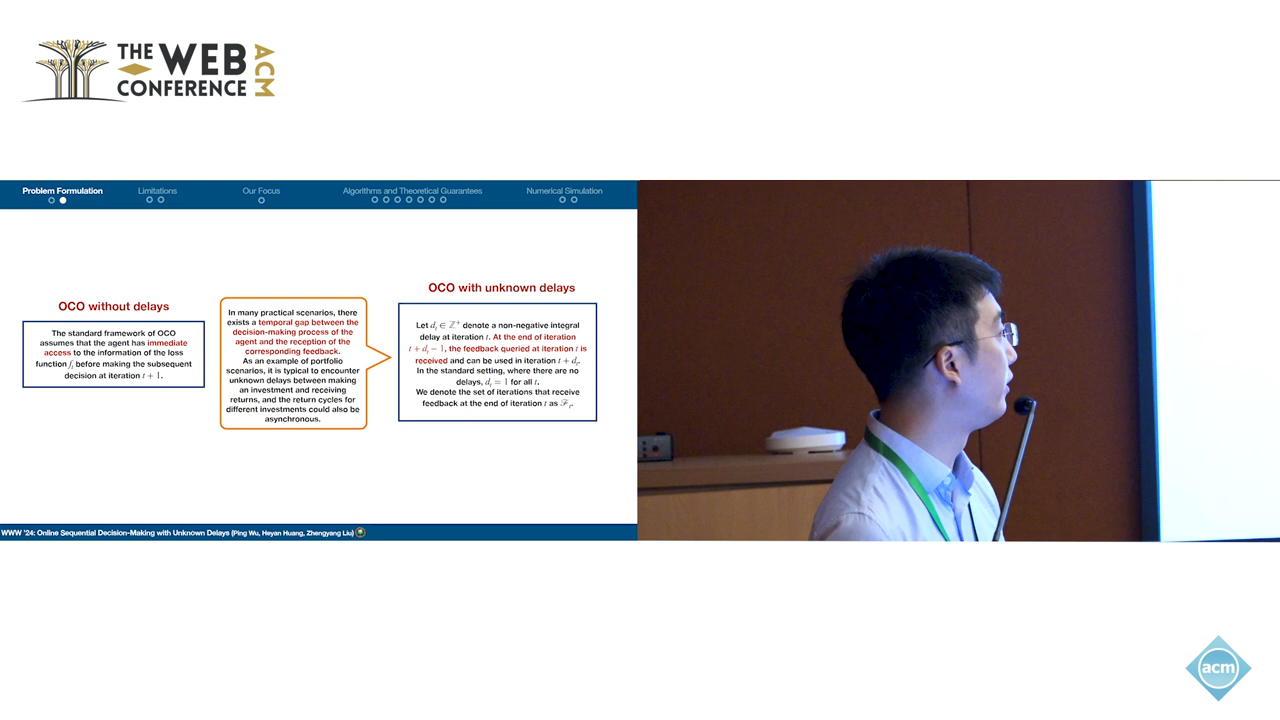 THE WEB CONFERENCE ACM
Problem Formulation
Limitations
Our Focus
Algorithms and Theoretical Guarantees
Numerical Simulation
OCO without delays
The standard framework of OCO
assumes that the agent has immediate
access to the information of the loss
function f_t before making the subsequent
decision at iteration t + 1.
In many practical scenarios, there
exists a temporal gap between the
decision-making process of the
agent and the reception of the
corresponding feedback.
As an example of portfolio
scenarios, it is typical to encounter
unknown delays between making
an investment and receiving
returns, and the return cycles for
different investments could also be
asynchronous.
OCO with unknown delays
Let d_t ∈ ℤ⁺ denote a non-negative integral
delay at iteration t. At the end of iteration
t + d_t − 1, the feedback queried at iteration t is
received and can be used in iteration t + d_t.
In the standard setting, where there are no
delays, d_t = 1 for all t.
We denote the set of iterations that receive
feedback at the end of iteration t as ℱ_t.
WWW '24: Online Sequential Decision-Making with Unknown Delays (Ping Wu, Heyan Huang, Zhengyang Liu)
acm